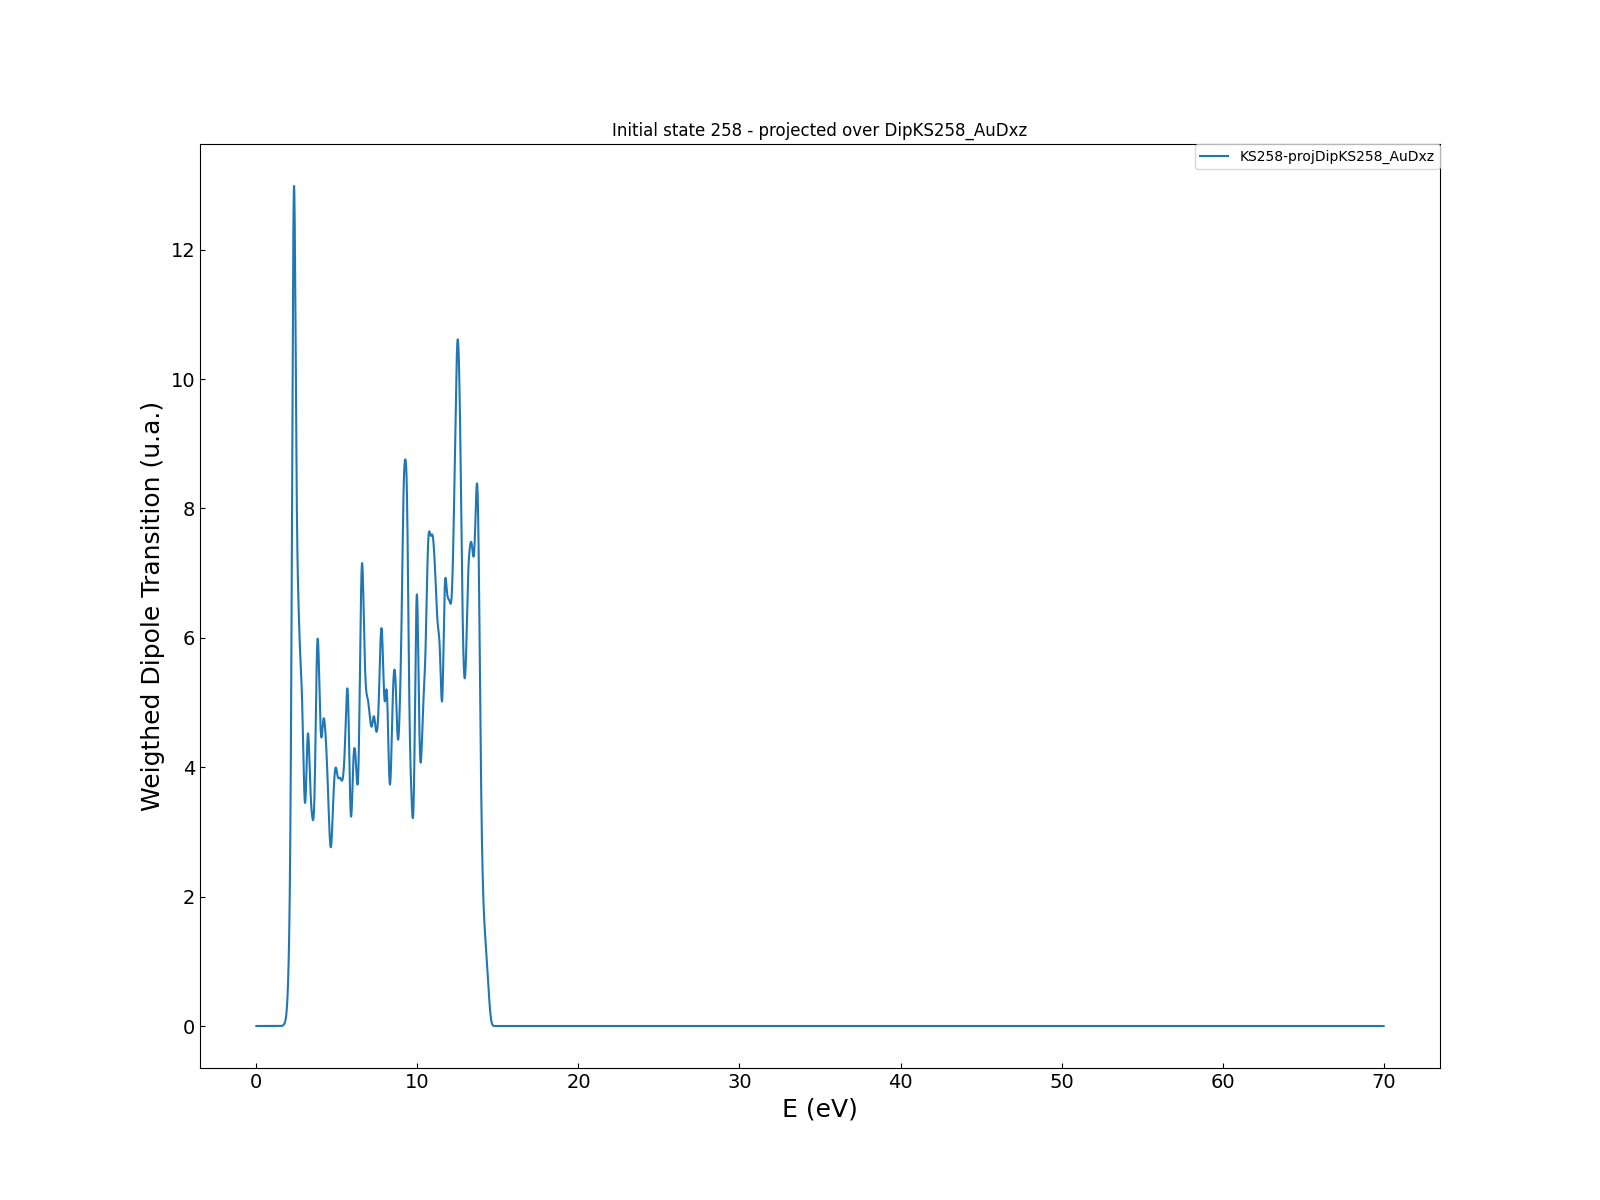 Initial state 258 - projected over DipKS258_AuDxz
KS258-projDipKS258_AuDxz
Weigthed Dipole Transition (u.a.)
12
10
8
6
4
2
0
0 10 20 30 40 50 60 70
E (eV)